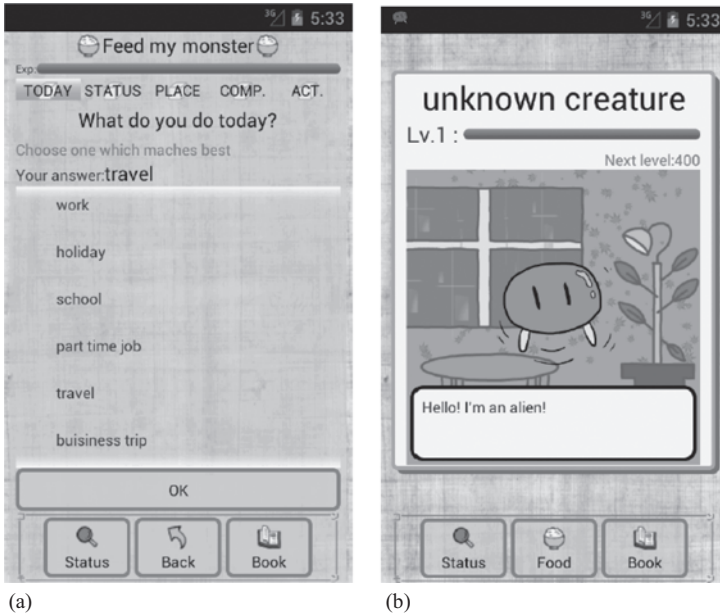 3G 5:33
Feed my monster
Exp:
TODAY STATUS PLACE COMP. ACT.
What do you do today?
Choose one which maches best
Your answer:travel
work
holiday
school
part time job
travel
buisiness trip
OK
Status Back Book
(a)
3G 5:33
unknown creature
Lv.1 :
Next level:400
Hello! I'm an alien!
Status Food Book
(b)